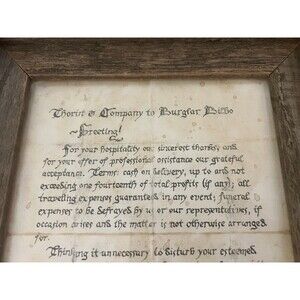 Thorin & Company to Burglar Bilbo
~Greeting!
For your hospitality our sincerest thanks, and
for your offer of professional assistance our grateful
acceptance. Terms: cash on delivery, up to and not
exceeding one fourteenth of total profits (if any); all
travelling expenses guaranteed in any event; funeral
expenses to be defrayed by us or our representatives, if
occasion arises and the matter is not otherwise arranged
for.
Thinking it unnecessary to disturb your esteemed